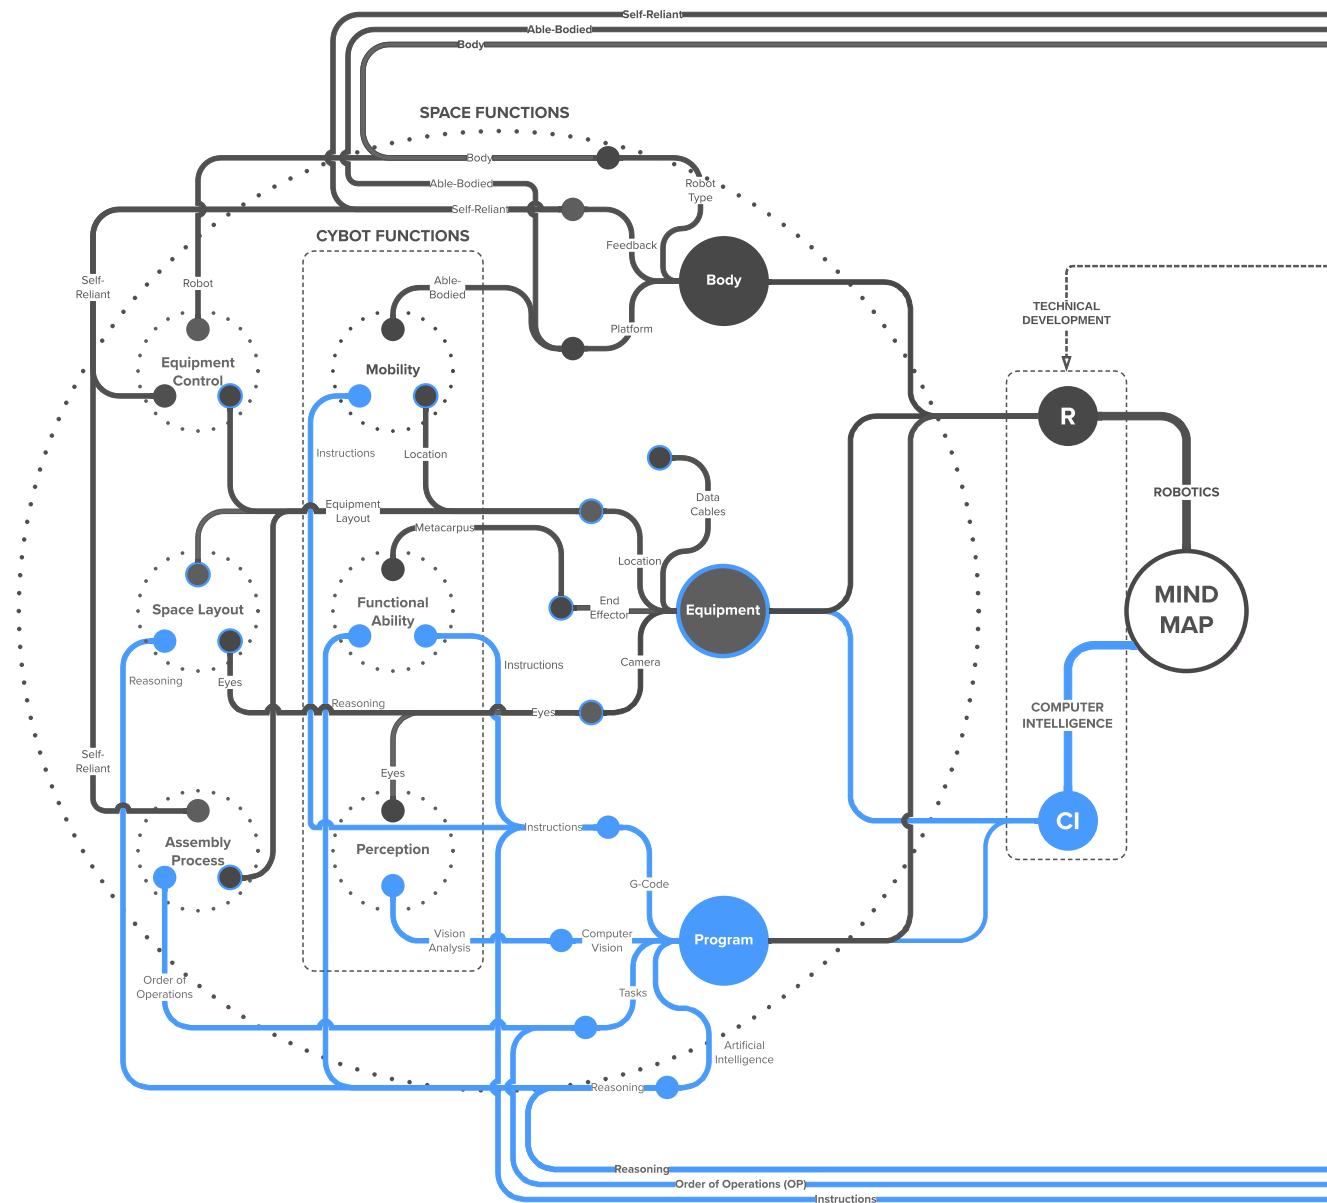 Self-Reliant
Able-Bodied
Body
SPACE FUNCTIONS
Body
Able-Bodied
Robot
Type
Self-Reliant
CYBOT FUNCTIONS
Feedback
Self-
Reliant
Robot
Able-
Bodied
Body
Platform
TECHNICAL
DEVELOPMENT
Equipment
Control
Mobility
R
Instructions
Location
Data
Cables
ROBOTICS
Equipment
Layout
Metacarpus
Location
Space Layout
Functional
Ability
End
Effector
Equipment
MIND
MAP
Reasoning
Eyes
Instructions
Camera
Reasoning
Eyes
COMPUTER
INTELLIGENCE
Self-
Reliant
Eyes
Assembly
Process
Perception
Instructions
CI
G-Code
Vision
Analysis
Computer
Vision
Program
Order of
Operations
Tasks
Artificial
Intelligence
Reasoning
Reasoning
Order of Operations (OP)
Instructions